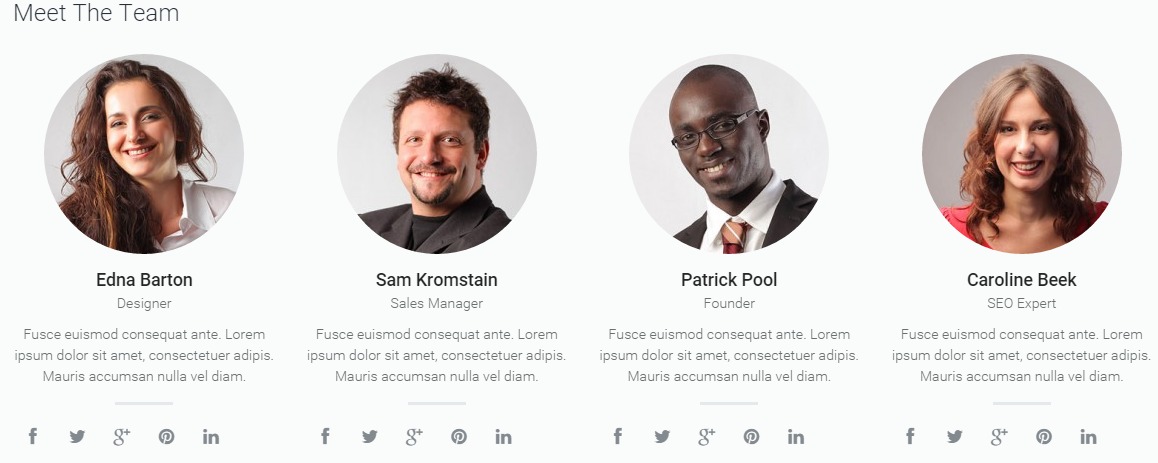 Meet The Team
Edna Barton
Designer
Fusce euismod consequat ante. Lorem
ipsum dolor sit amet, consectetuer adipis.
Mauris accumsan nulla vel diam.
Sam Kromstain
Sales Manager
Fusce euismod consequat ante. Lorem
ipsum dolor sit amet, consectetuer adipis.
Mauris accumsan nulla vel diam.
Patrick Pool
Founder
Fusce euismod consequat ante. Lorem
ipsum dolor sit amet, consectetuer adipis.
Mauris accumsan nulla vel diam.
Caroline Beek
SEO Expert
Fusce euismod consequat ante. Lorem
ipsum dolor sit amet, consectetuer adipis.
Mauris accumsan nulla vel diam.